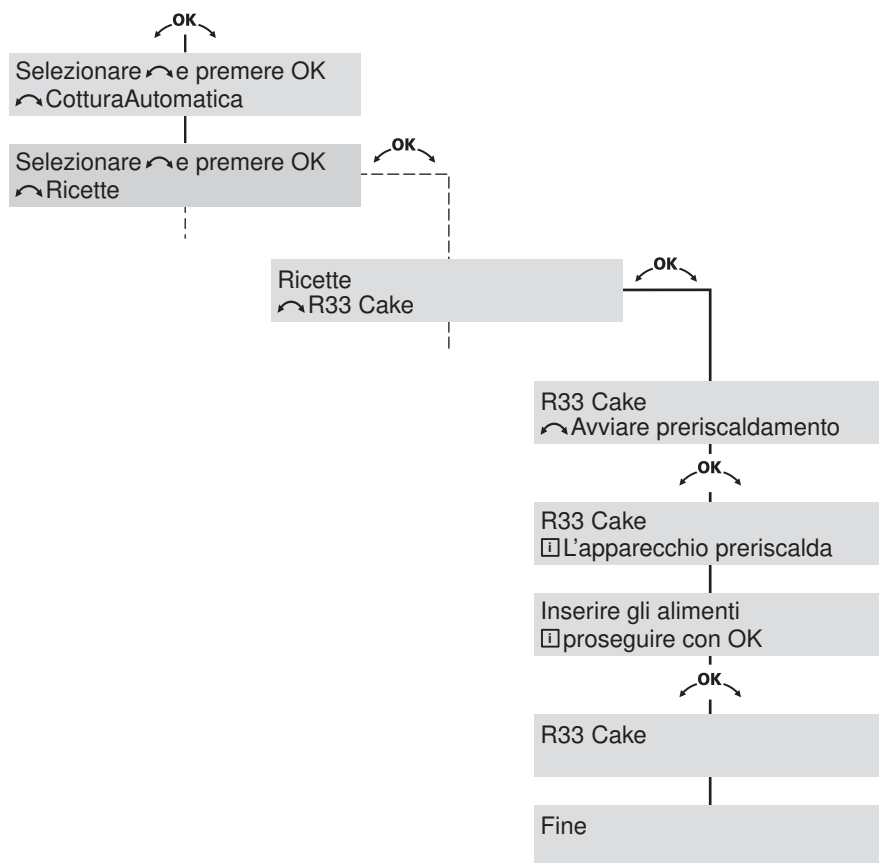 OK
Selezionare e premere OK
CotturaAutomatica
Selezionare e premere OK
Ricette
OK
Ricette
R33 Cake
OK
R33 Cake
Avviare preriscaldamento
OK
R33 Cake
i L'apparecchio preriscalda
Inserire gli alimenti
i proseguire con OK
OK
R33 Cake
Fine